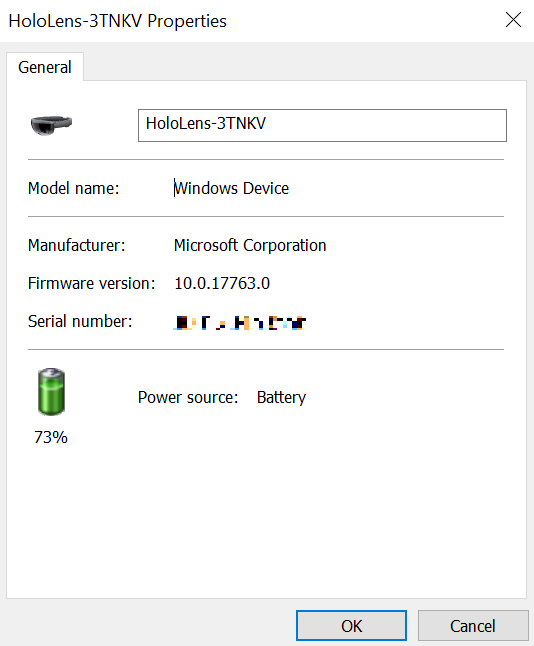 HoloLens-3TNKV Properties
General
HoloLens-3TNKV
Model name: Windows Device
Manufacturer: Microsoft Corporation
Firmware version: 10.0.17763.0
Serial number:
Power source: Battery
73%
OK Cancel